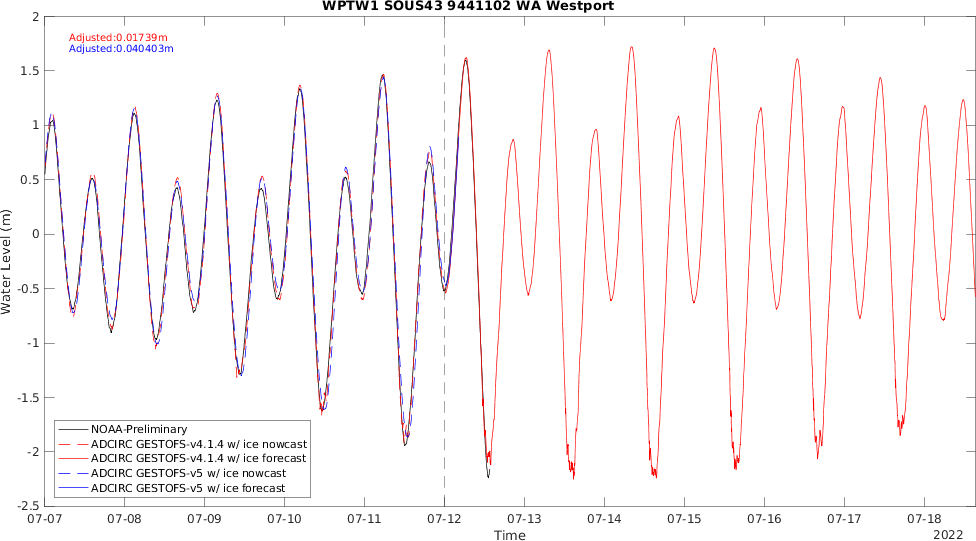 WPTW1 SOUS43 9441102 WA Westport
Adjusted:0.01739m
Adjusted:0.040403m
2
1.5
1
0.5
0
-0.5
-1
-1.5
-2
-2.5
Water Level (m)
NOAA-Preliminary
ADCIRC GESTOFS-v4.1.4 w/ ice nowcast
ADCIRC GESTOFS-v4.1.4 w/ ice forecast
ADCIRC GESTOFS-v5 w/ ice nowcast
ADCIRC GESTOFS-v5 w/ ice forecast
07-07 07-08 07-09 07-10 07-11 07-12 07-13 07-14 07-15 07-16 07-17 07-18
Time
2022